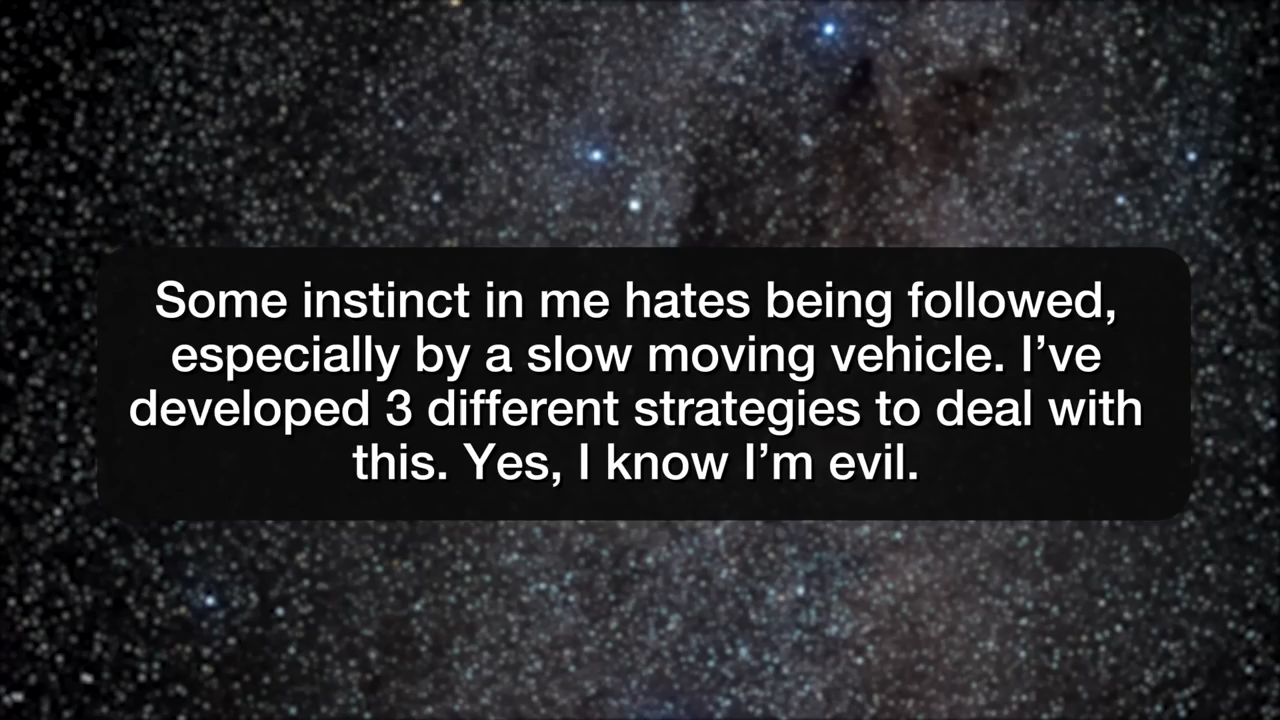 Some instinct in me hates being followed,
especially by a slow moving vehicle. I’ve
developed 3 different strategies to deal with
this. Yes, I know I’m evil.